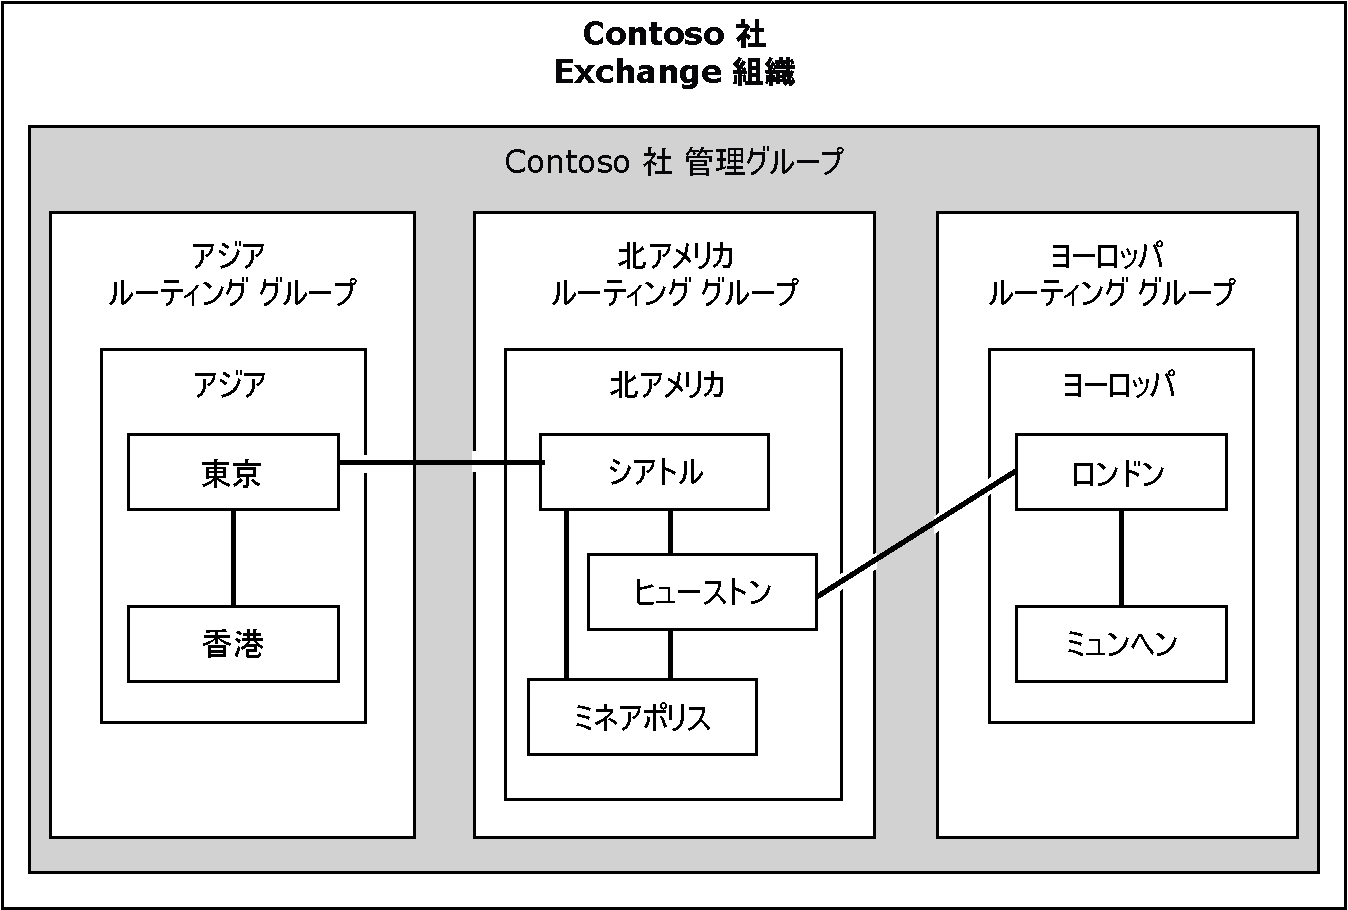 Contoso 社
Exchange 組織
Contoso 社 管理グループ
アジア
ルーティング グループ
アジア
東京
香港
北アメリカ
ルーティング グループ
北アメリカ
シアトル
ヒューストン
ミネアポリス
ヨーロッパ
ルーティング グループ
ヨーロッパ
ロンドン
ミュンヘン